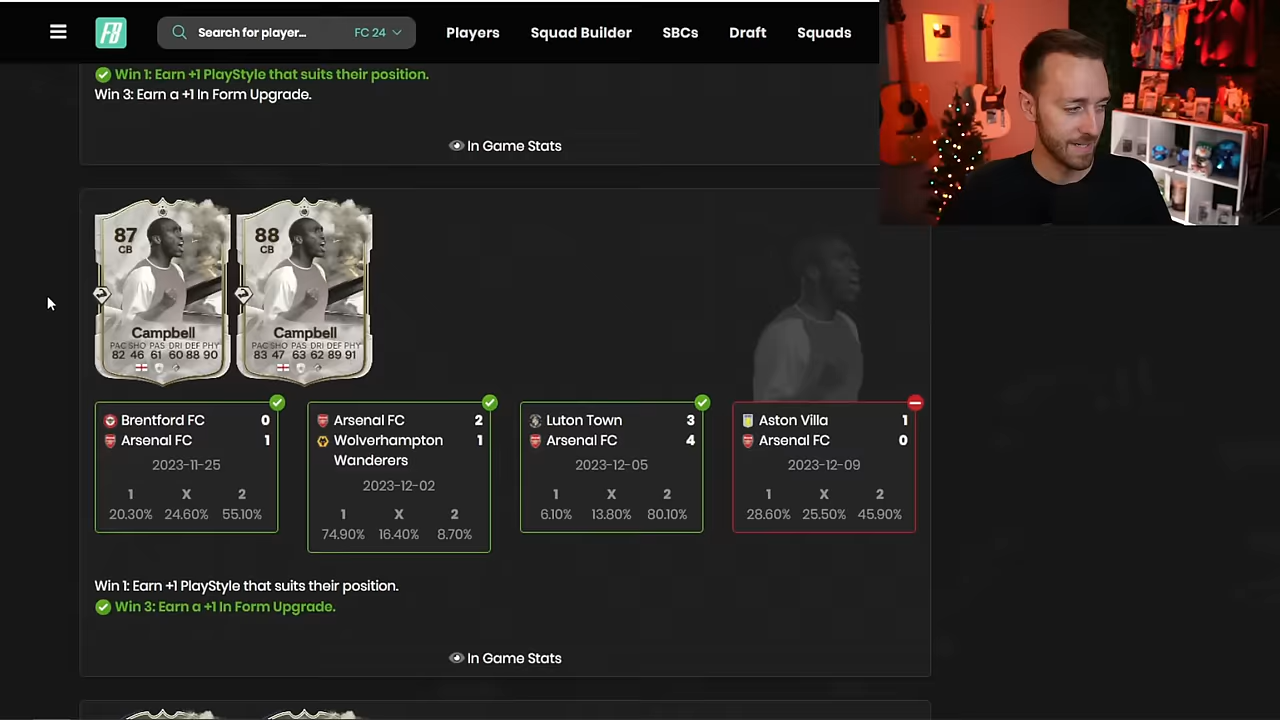 FB
Search for player...
FC 24
Players
Squad Builder
SBCs
Draft
Squads
Win 1: Earn +1 PlayStyle that suits their position.
Win 3: Earn a +1 In Form Upgrade.
In Game Stats
87
CB
Campbell
PAC SHO PAS DRI DEF PHY
82 46 61 60 88 90
88
CB
Campbell
PAC SHO PAS DRI DEF PHY
83 47 63 62 89 91
Brentford FC 0
Arsenal FC 1
2023-11-25
1 X 2
20.30% 24.60% 55.10%
Arsenal FC 2
Wolverhampton 1
Wanderers
2023-12-02
1 X 2
74.90% 16.40% 8.70%
Luton Town 3
Arsenal FC 4
2023-12-05
1 X 2
6.10% 13.80% 80.10%
Aston Villa 1
Arsenal FC 0
2023-12-09
1 X 2
28.60% 25.50% 45.90%
Win 1: Earn +1 PlayStyle that suits their position.
Win 3: Earn a +1 In Form Upgrade.
In Game Stats